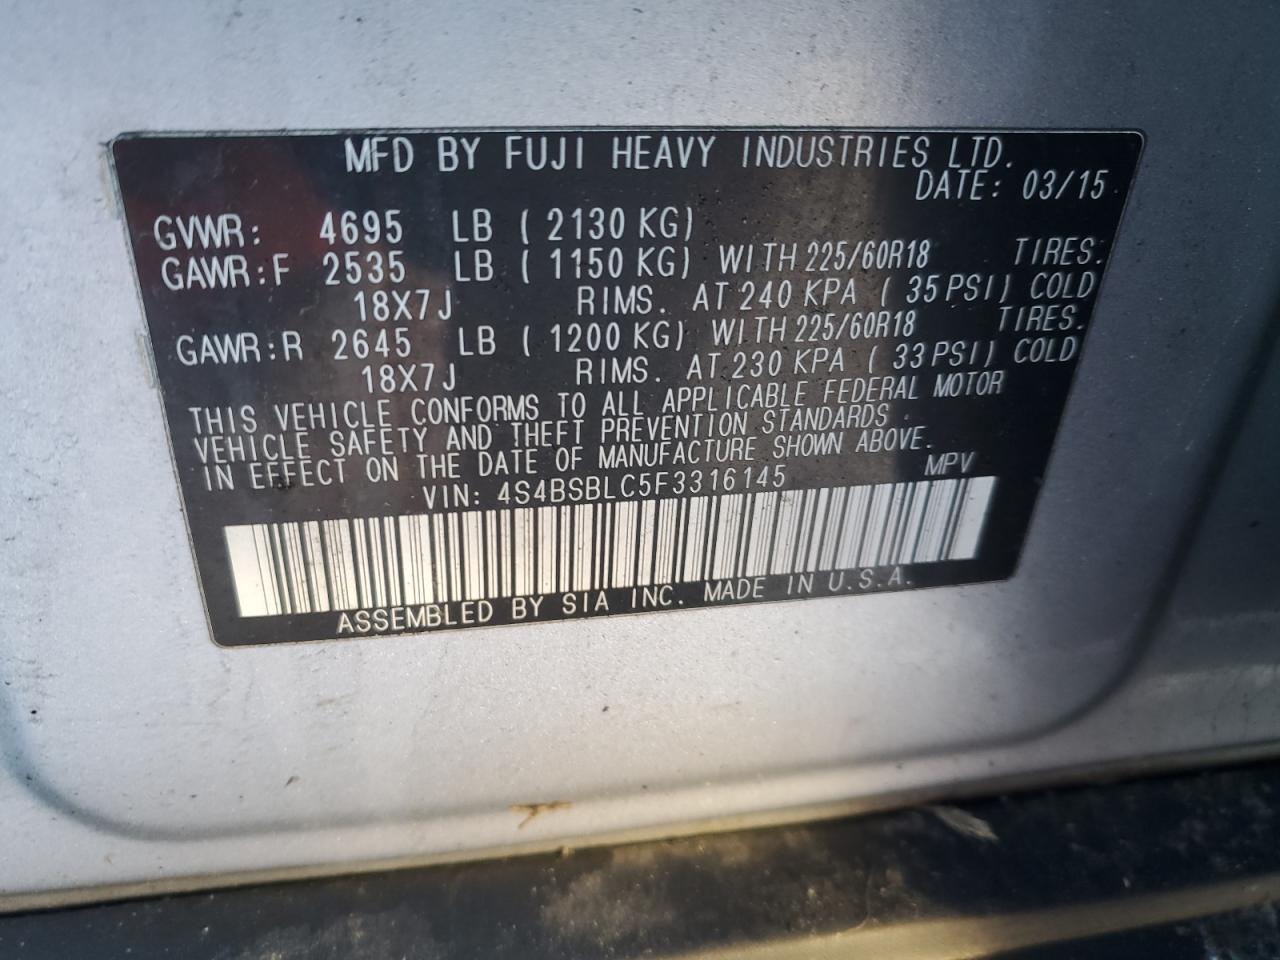 MFD BY FUJI HEAVY INDUSTRIES LTD.
DATE: 03/15
GVWR: 4695 LB ( 2130 KG)
GAWR:F 2535 LB ( 1150 KG) WITH 225/60R18 TIRES.
18X7J RIMS. AT 240 KPA ( 35 PSI) COLD
GAWR:R 2645 LB ( 1200 KG) WITH 225/60R18 TIRES.
18X7J RIMS. AT 230 KPA ( 33 PSI) COLD
THIS VEHICLE CONFORMS TO ALL APPLICABLE FEDERAL MOTOR
VEHICLE SAFETY AND THEFT PREVENTION STANDARDS
IN EFFECT ON THE DATE OF MANUFACTURE SHOWN ABOVE.
VIN: 4S4BSBLC5F3316145 MPV
ASSEMBLED BY SIA INC. MADE IN U.S.A.